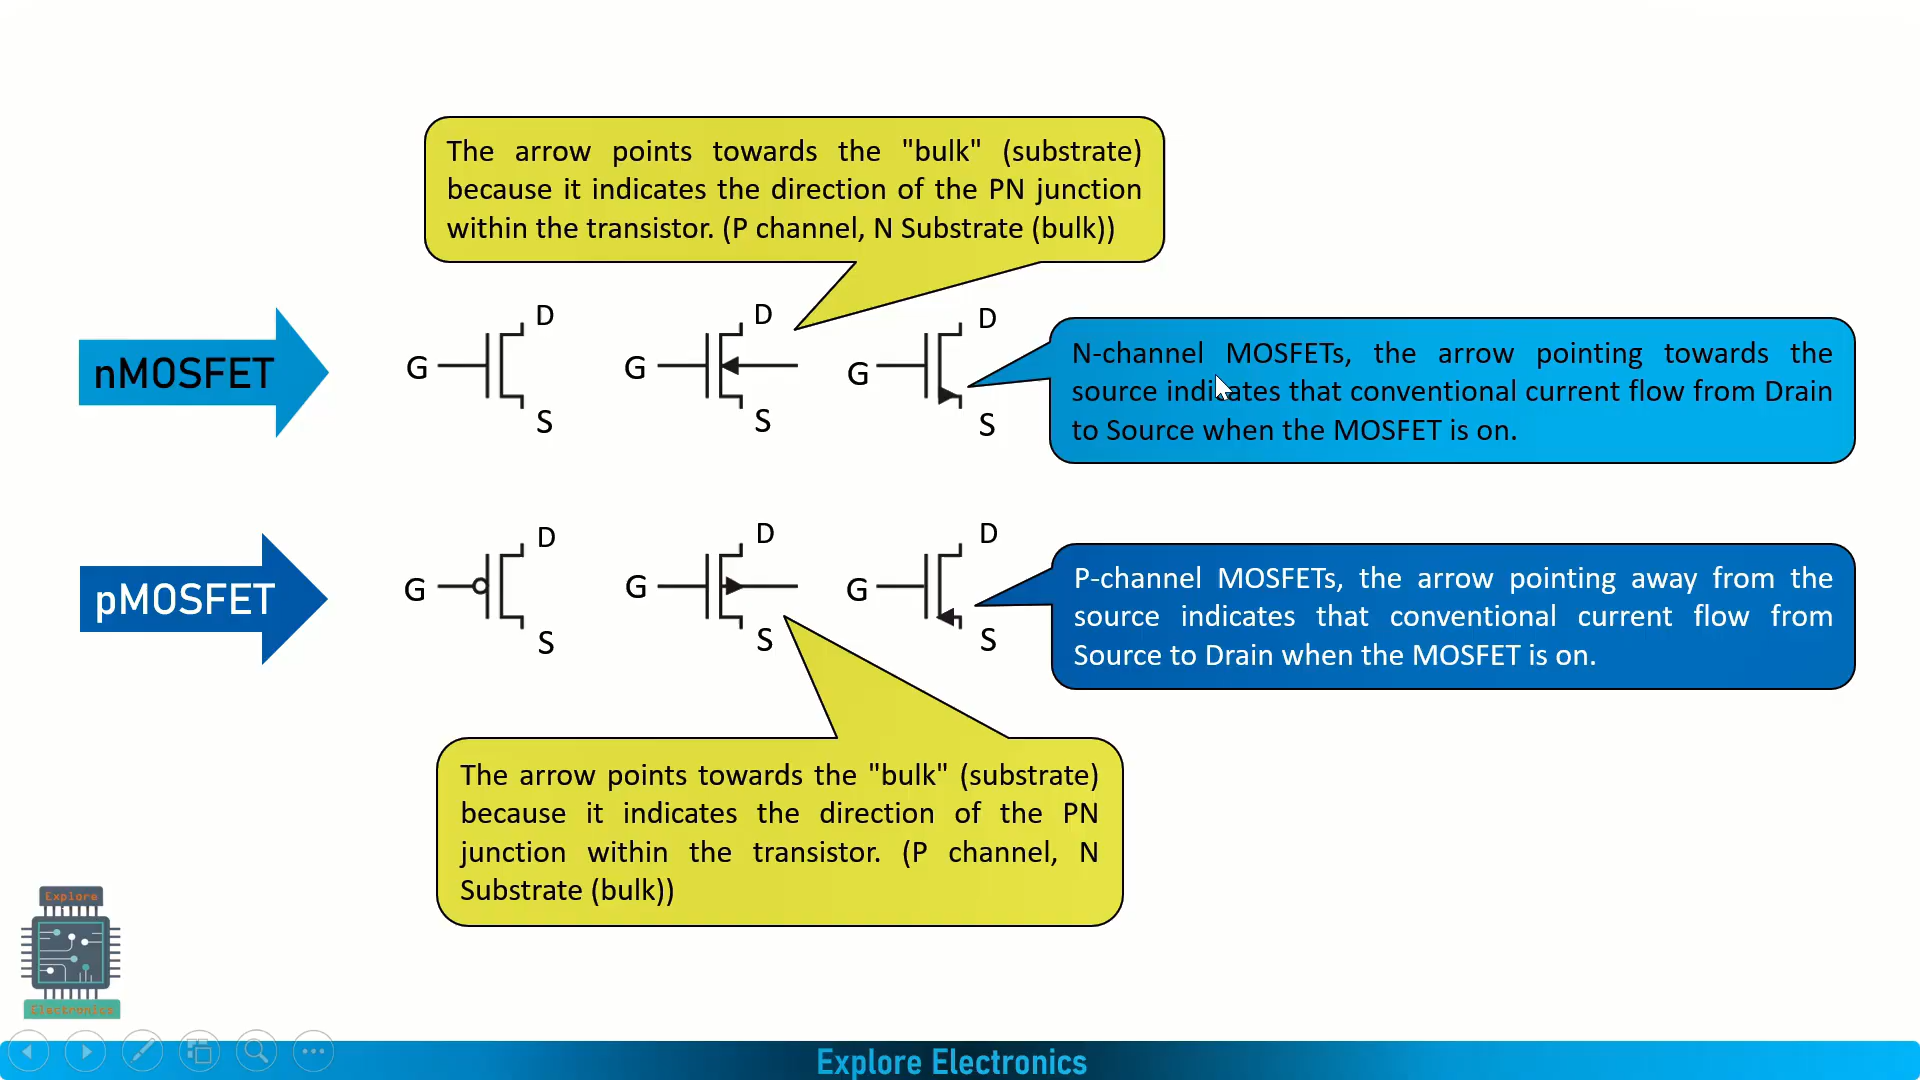 The arrow points towards the "bulk" (substrate)
because it indicates the direction of the PN junction
within the transistor. (P channel, N Substrate (bulk))
nMOSFET
G
D
S
G
D
S
G
D
S
N-channel MOSFETs, the arrow pointing towards the
source indicates that conventional current flow from Drain
to Source when the MOSFET is on.
pMOSFET
G
D
S
G
D
S
G
D
S
P-channel MOSFETs, the arrow pointing away from the
source indicates that conventional current flow from
Source to Drain when the MOSFET is on.
The arrow points towards the "bulk" (substrate)
because it indicates the direction of the PN
junction within the transistor. (P channel, N
Substrate (bulk))
Explore
Electronics
Explore Electronics